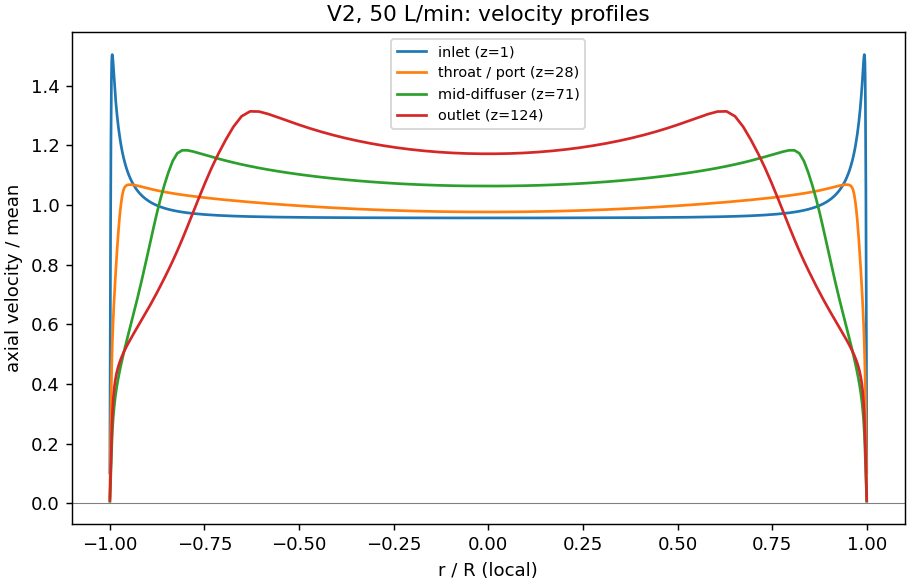 V2, 50 L/min: velocity profiles
inlet (z=1)
throat / port (z=28)
mid-diffuser (z=71)
outlet (z=124)
axial velocity / mean
1.4
1.2
1.0
0.8
0.6
0.4
0.2
0.0
−1.00 −0.75 −0.50 −0.25 0.00 0.25 0.50 0.75 1.00
r / R (local)